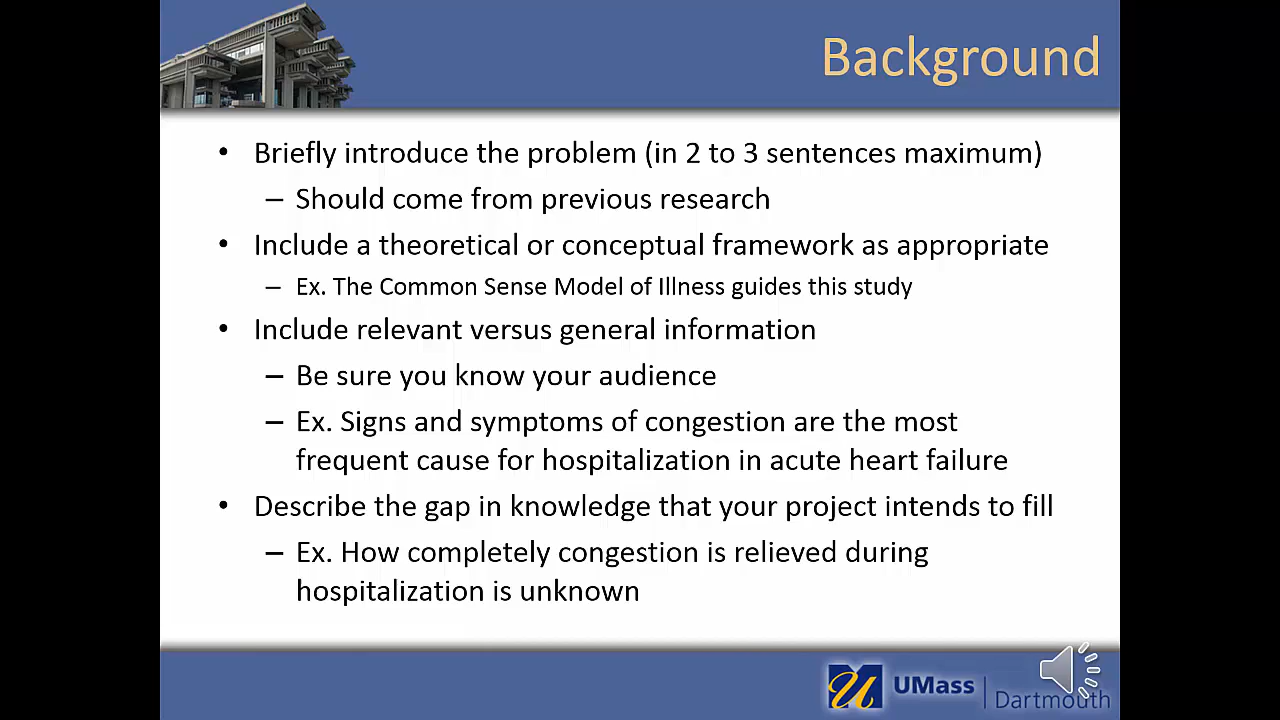 Background
• Briefly introduce the problem (in 2 to 3 sentences maximum)
– Should come from previous research
• Include a theoretical or conceptual framework as appropriate
– Ex. The Common Sense Model of Illness guides this study
• Include relevant versus general information
– Be sure you know your audience
– Ex. Signs and symptoms of congestion are the most
frequent cause for hospitalization in acute heart failure
• Describe the gap in knowledge that your project intends to fill
– Ex. How completely congestion is relieved during
hospitalization is unknown
UMass
Dartmouth